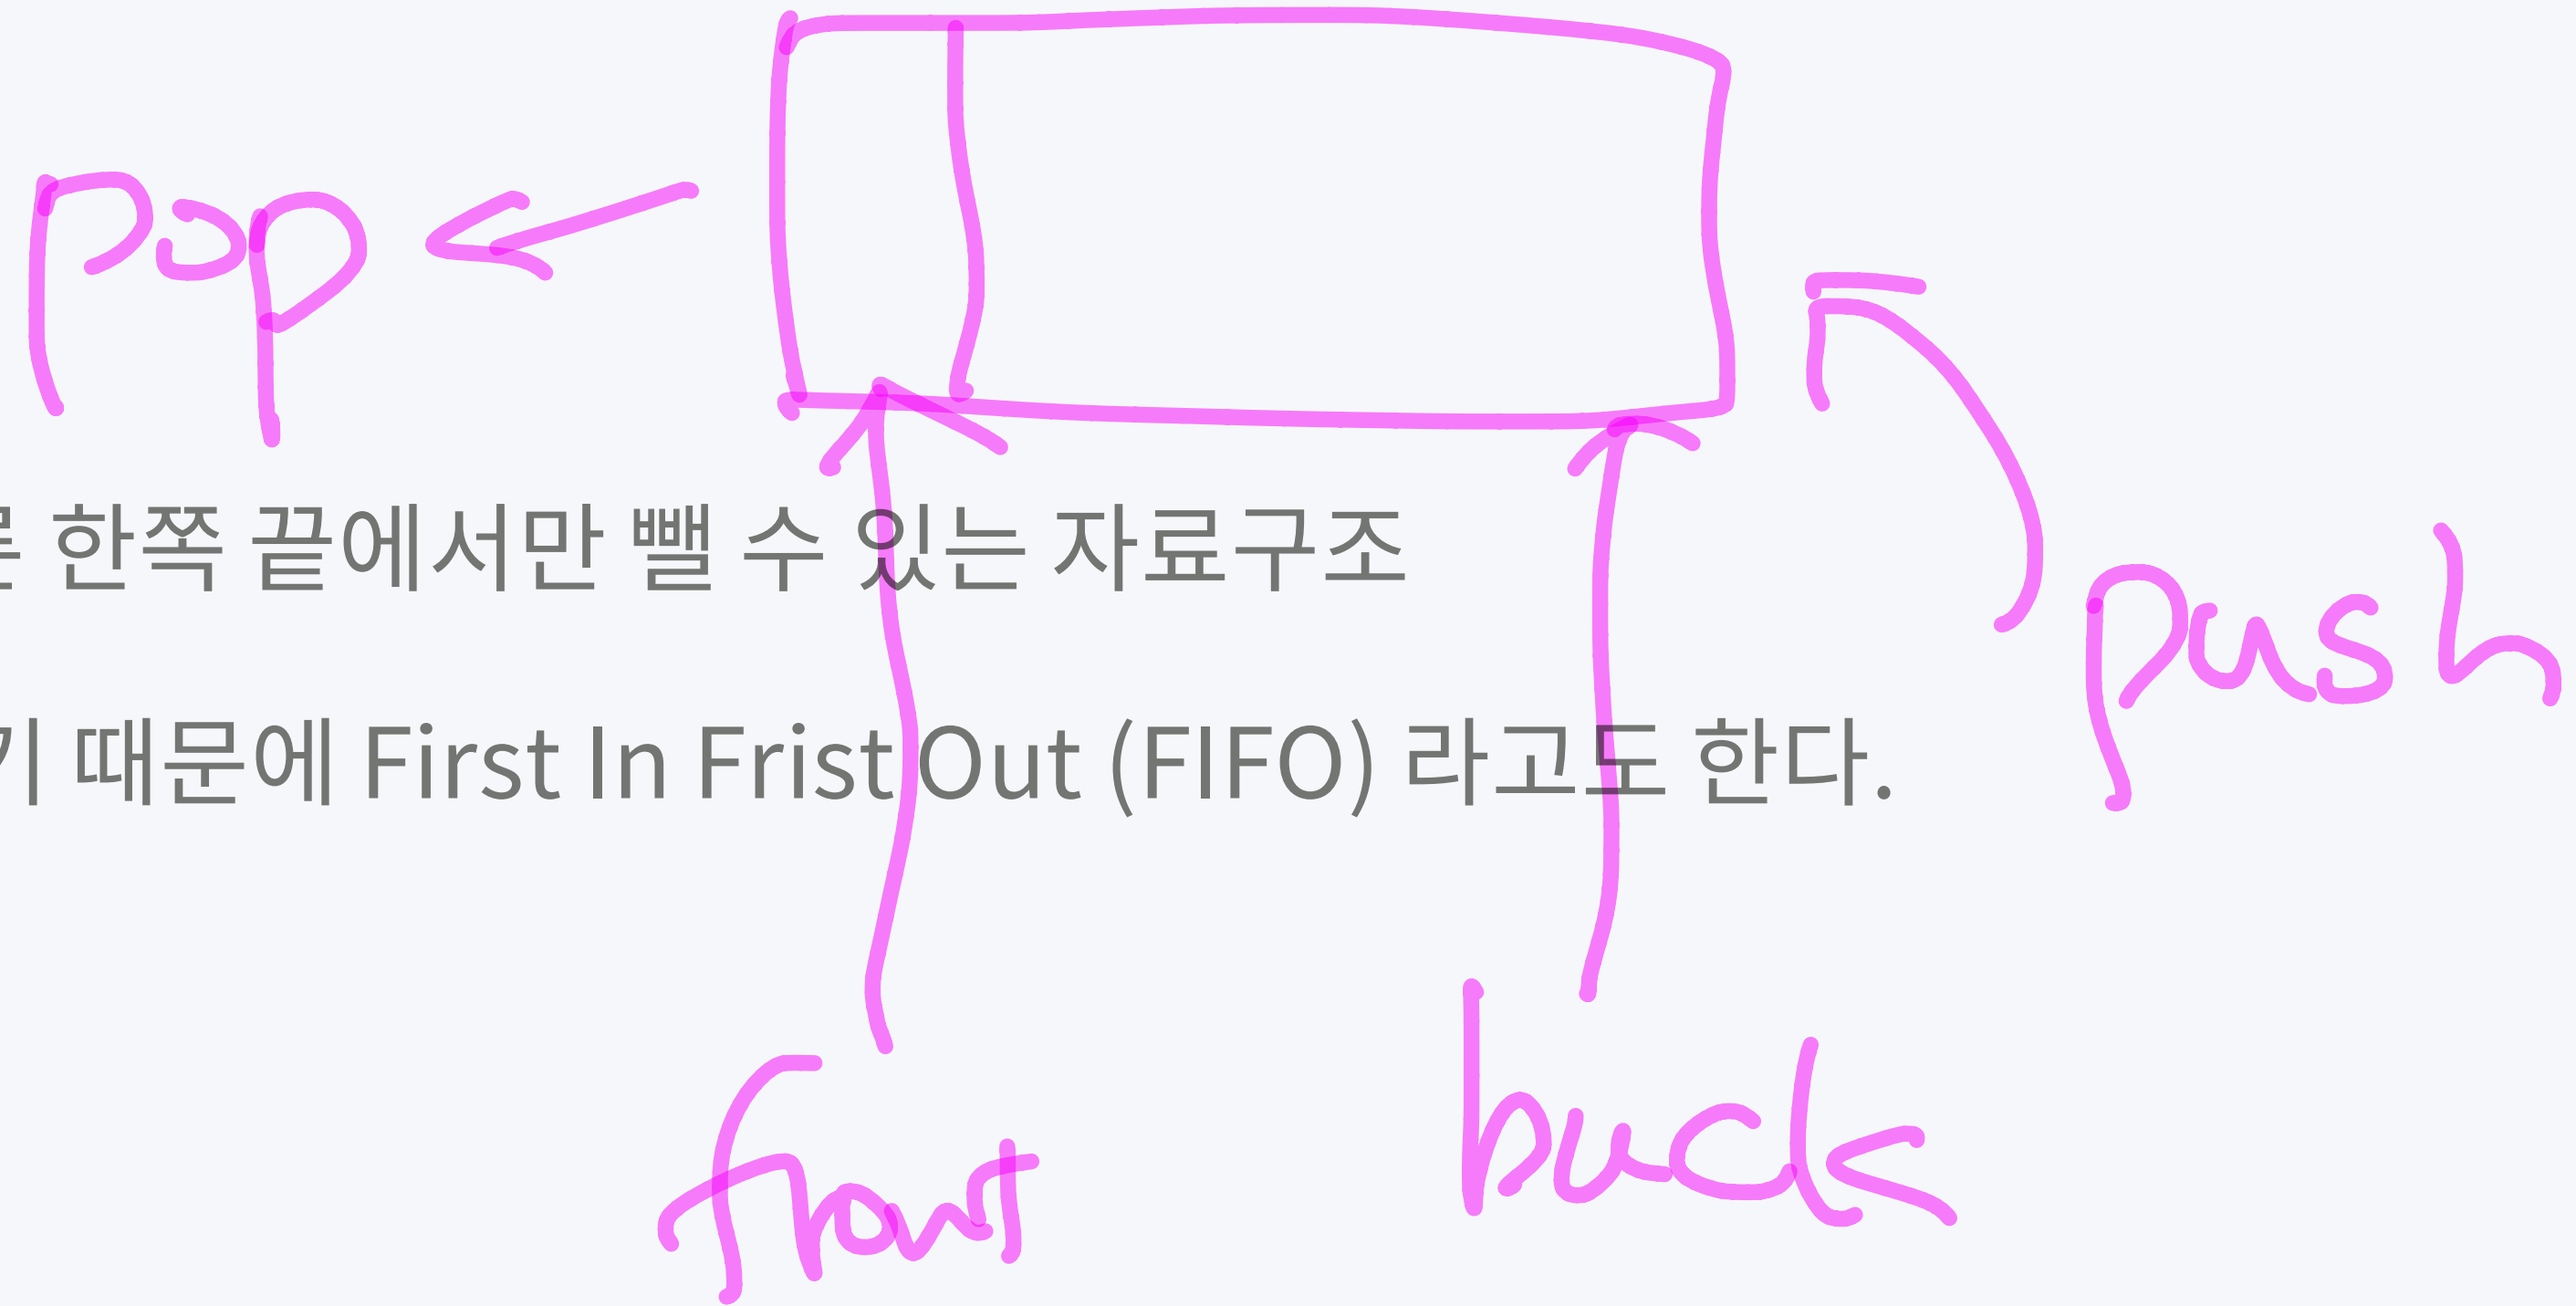 pop
한쪽 끝에서만 뺄 수 있는 자료구조
push
기 때문에 First In Frist Out (FIFO) 라고도 한다.
front
back